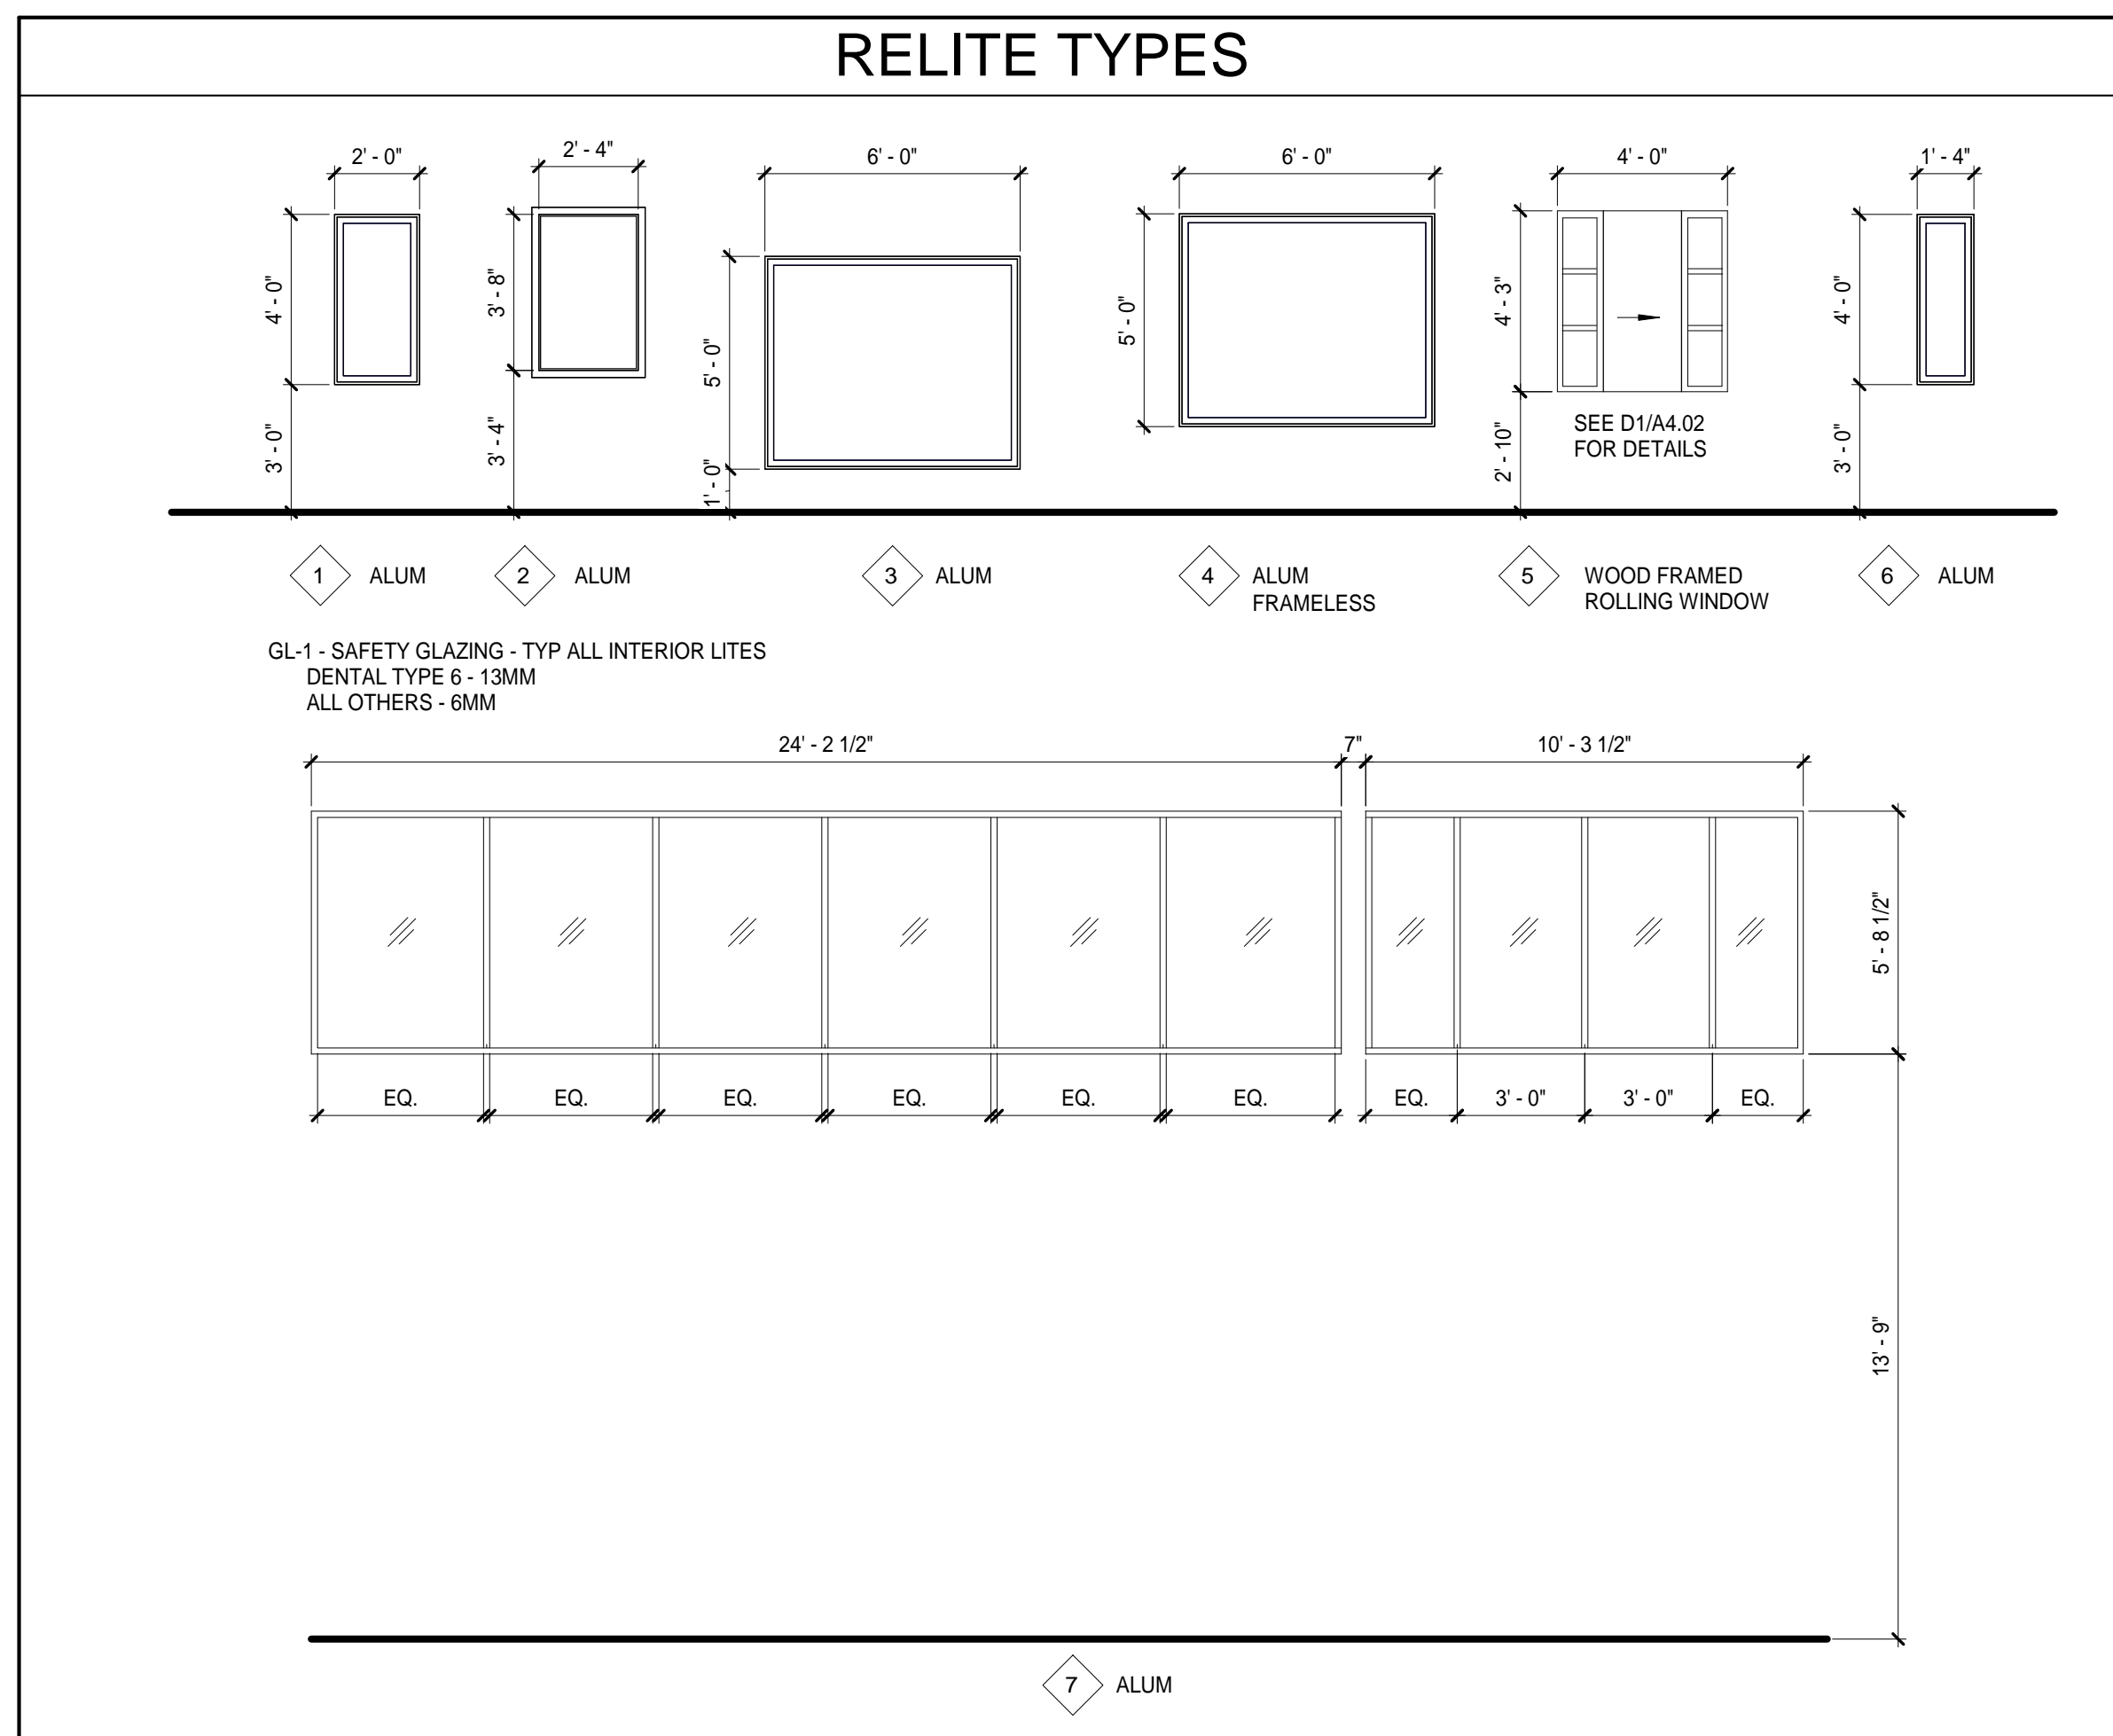 RELITE TYPES
2' - 0"
2' - 4"
6' - 0"
6' - 0"
4' - 0"
1' - 4"
4' - 0"
3' - 8"
5' - 0"
5' - 0"
4' - 3"
4' - 0"
3' - 0"
3' - 4"
1' - 0"
2' - 10"
3' - 0"
SEE D1/A4.02
FOR DETAILS
1 ALUM
2 ALUM
3 ALUM
4 ALUM
FRAMELESS
5 WOOD FRAMED
ROLLING WINDOW
6 ALUM
GL-1 - SAFETY GLAZING - TYP ALL INTERIOR LITES
DENTAL TYPE 6 - 13MM
ALL OTHERS - 6MM
24' - 2 1/2"
7"
10' - 3 1/2"
5' - 8 1/2"
EQ.
EQ.
EQ.
EQ.
EQ.
EQ.
EQ.
3' - 0"
3' - 0"
EQ.
13' - 9"
7 ALUM